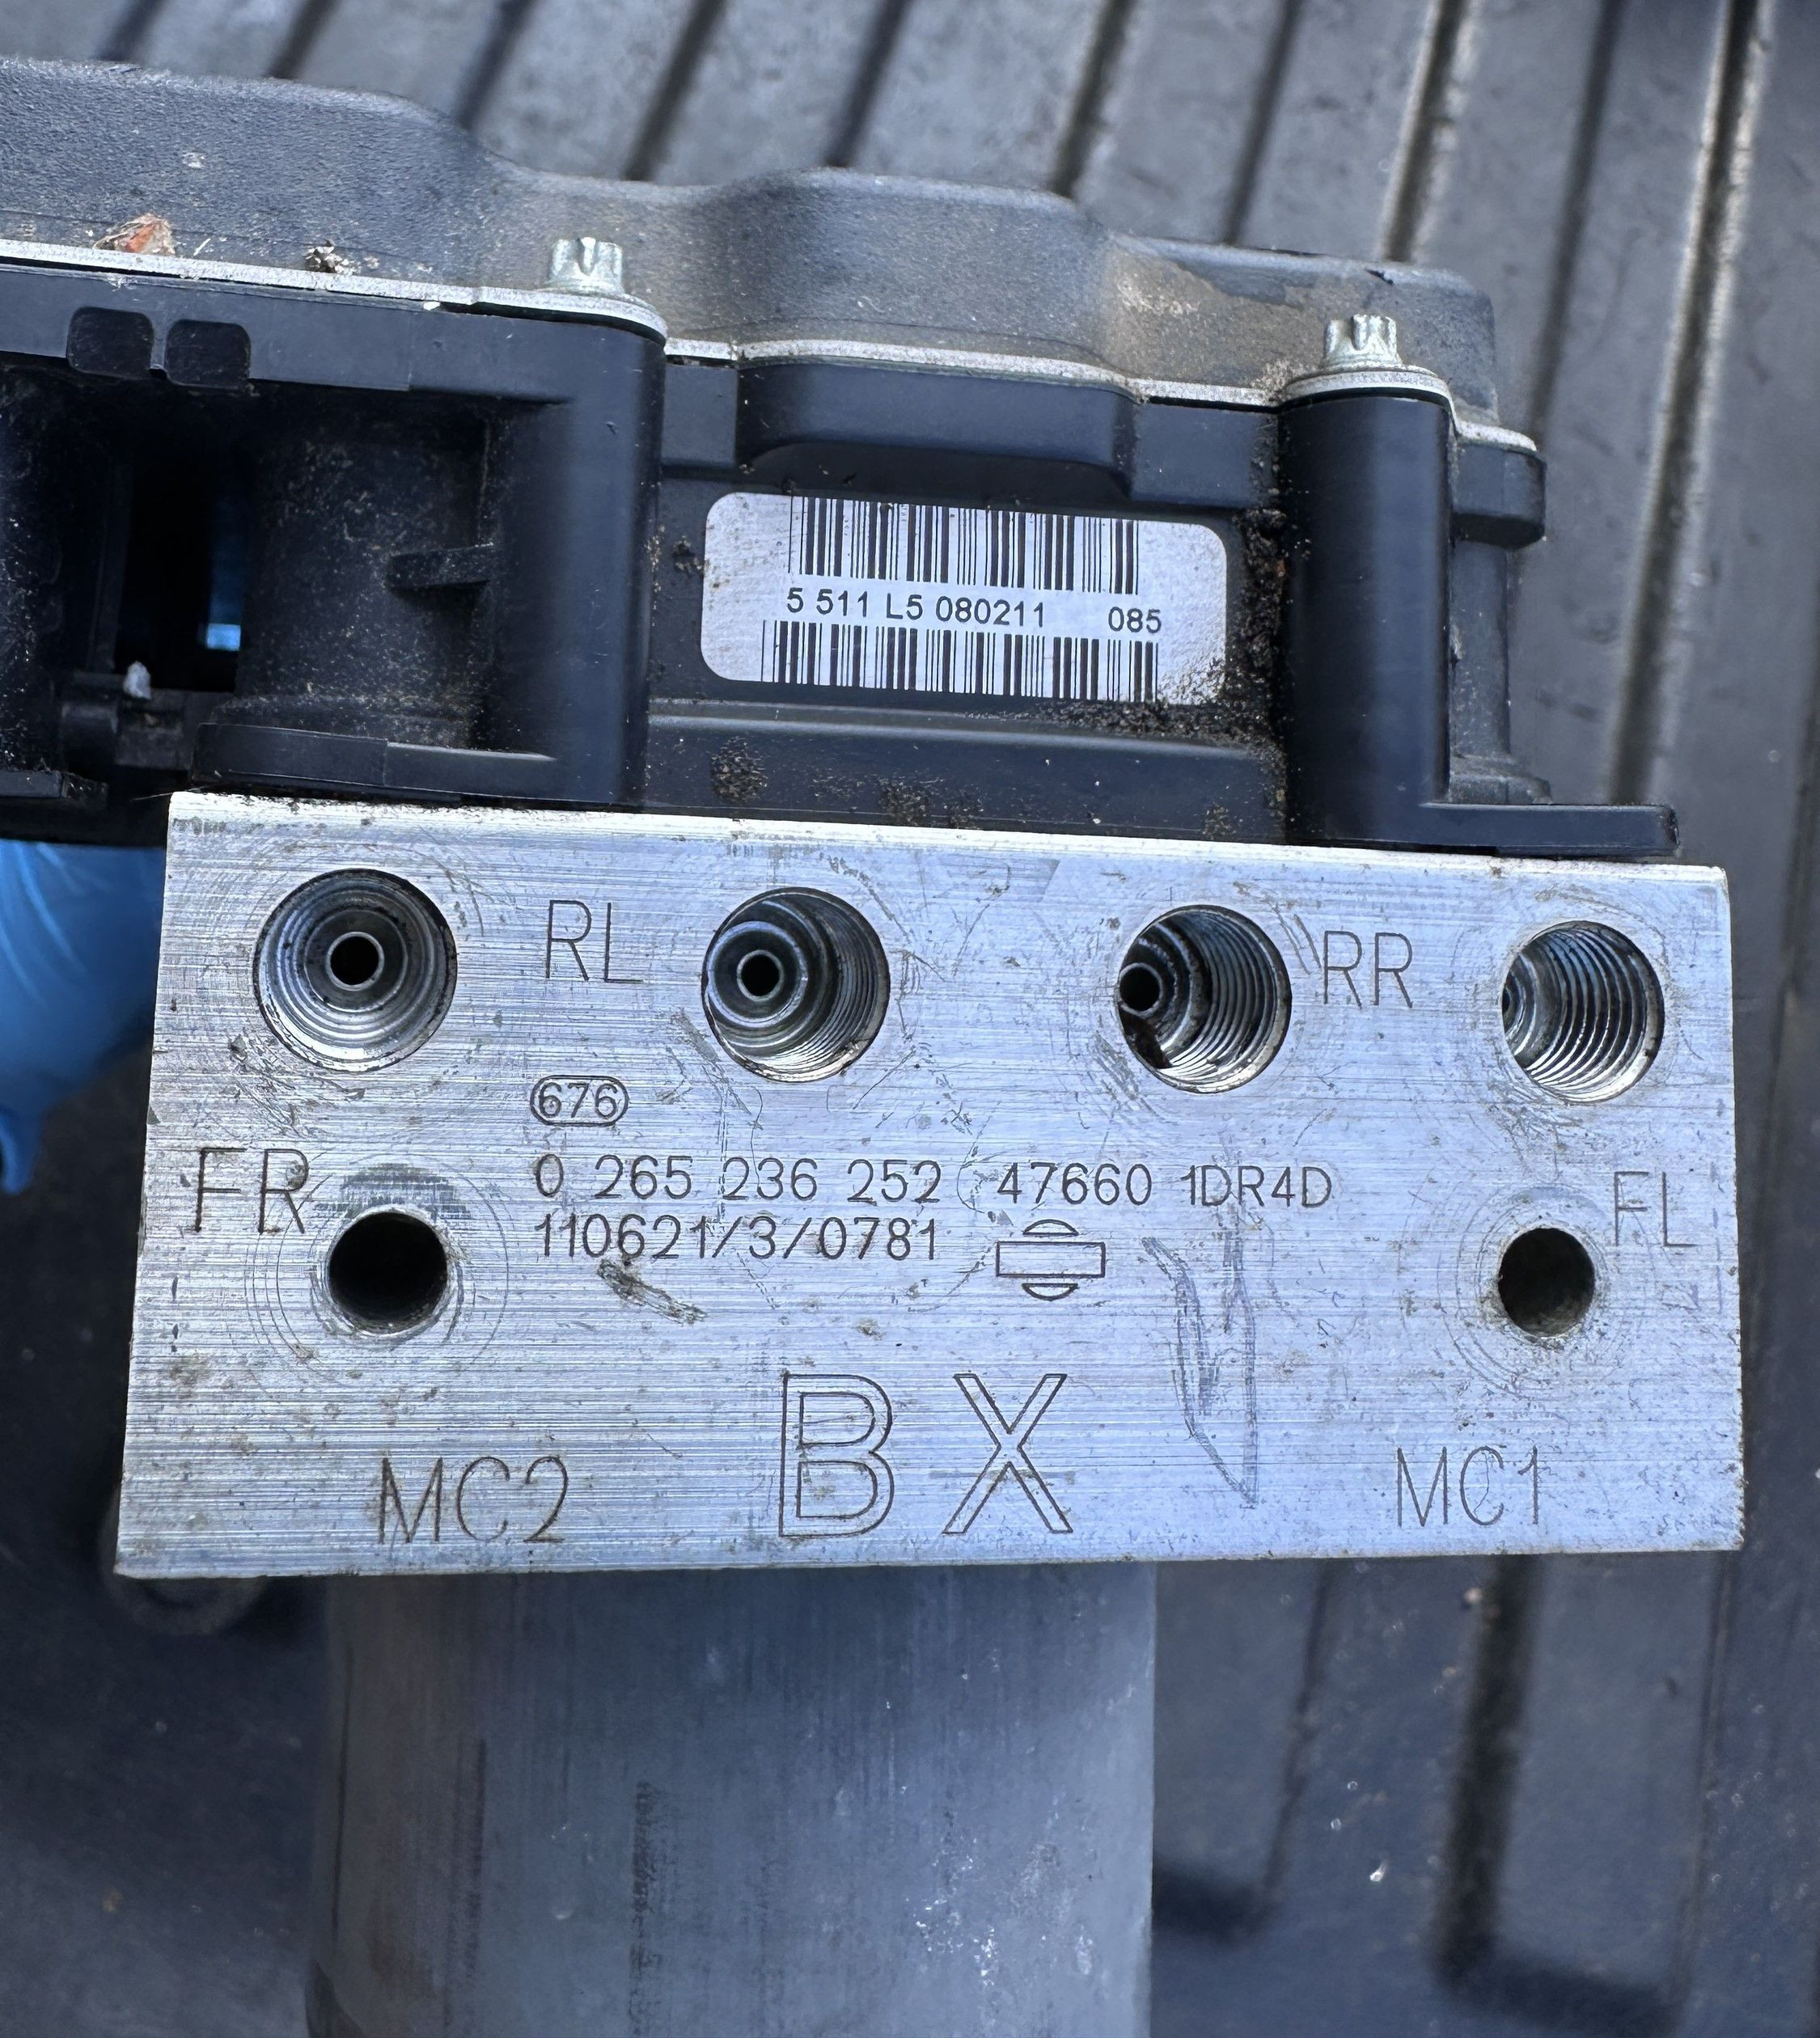 5 511 L5 080211 085
RL RR
676
FR 0 265 236 252 47660 1DR4D FL
110621/3/0781
BX
MC2 MC1